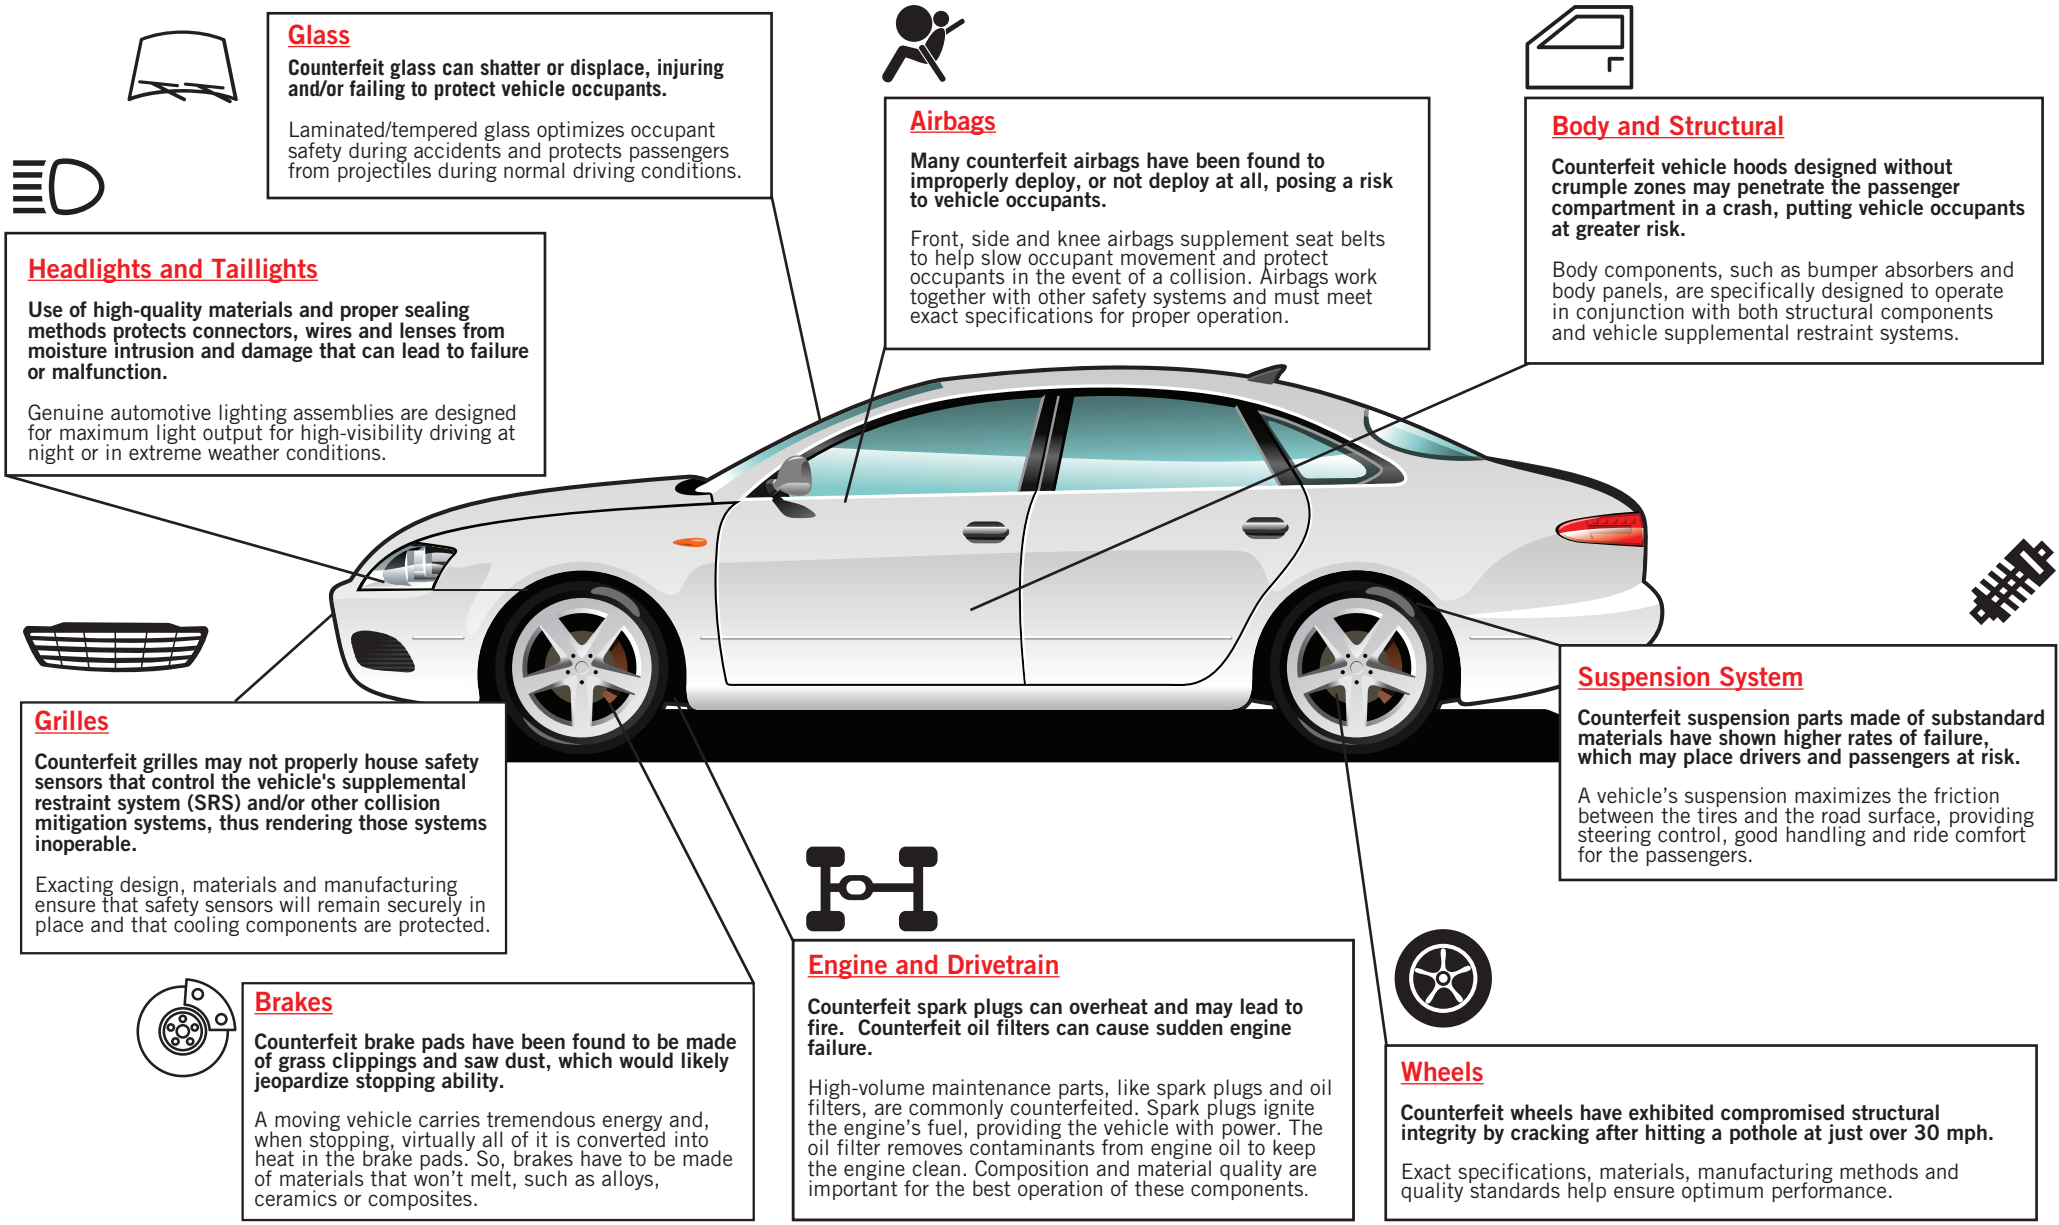 Glass
Counterfeit glass can shatter or displace, injuring
and/or failing to protect vehicle occupants.
Laminated/tempered glass optimizes occupant
safety during accidents and protects passengers
from projectiles during normal driving conditions.
Airbags
Many counterfeit airbags have been found to
improperly deploy, or not deploy at all, posing a risk
to vehicle occupants.
Front, side and knee airbags supplement seat belts
to help slow occupant movement and protect
occupants in the event of a collision. Airbags work
together with other safety systems and must meet
exact specifications for proper operation.
Body and Structural
Counterfeit vehicle hoods designed without
crumple zones may penetrate the passenger
compartment in a crash, putting vehicle occupants
at greater risk.
Body components, such as bumper absorbers and
body panels, are specifically designed to operate
in conjunction with both structural components
and vehicle supplemental restraint systems.
Headlights and Taillights
Use of high-quality materials and proper sealing
methods protects connectors, wires and lenses from
moisture intrusion and damage that can lead to failure
or malfunction.
Genuine automotive lighting assemblies are designed
for maximum light output for high-visibility driving at
night or in extreme weather conditions.
Grilles
Counterfeit grilles may not properly house safety
sensors that control the vehicle's supplemental
restraint system (SRS) and/or other collision
mitigation systems, thus rendering those systems
inoperable.
Exacting design, materials and manufacturing
ensure that safety sensors will remain securely in
place and that cooling components are protected.
Suspension System
Counterfeit suspension parts made of substandard
materials have shown higher rates of failure,
which may place drivers and passengers at risk.
A vehicle’s suspension maximizes the friction
between the tires and the road surface, providing
steering control, good handling and ride comfort
for the passengers.
Brakes
Counterfeit brake pads have been found to be made
of grass clippings and saw dust, which would likely
jeopardize stopping ability.
A moving vehicle carries tremendous energy and,
when stopping, virtually all of it is converted into
heat in the brake pads. So, brakes have to be made
of materials that won’t melt, such as alloys,
ceramics or composites.
Engine and Drivetrain
Counterfeit spark plugs can overheat and may lead to
fire.  Counterfeit oil filters can cause sudden engine
failure.
High-volume maintenance parts, like spark plugs and oil
filters, are commonly counterfeited. Spark plugs ignite
the engine’s fuel, providing the vehicle with power. The
oil filter removes contaminants from engine oil to keep
the engine clean. Composition and material quality are
important for the best operation of these components.
Wheels
Counterfeit wheels have exhibited compromised structural
integrity by cracking after hitting a pothole at just over 30 mph.
Exact specifications, materials, manufacturing methods and
quality standards help ensure optimum performance.